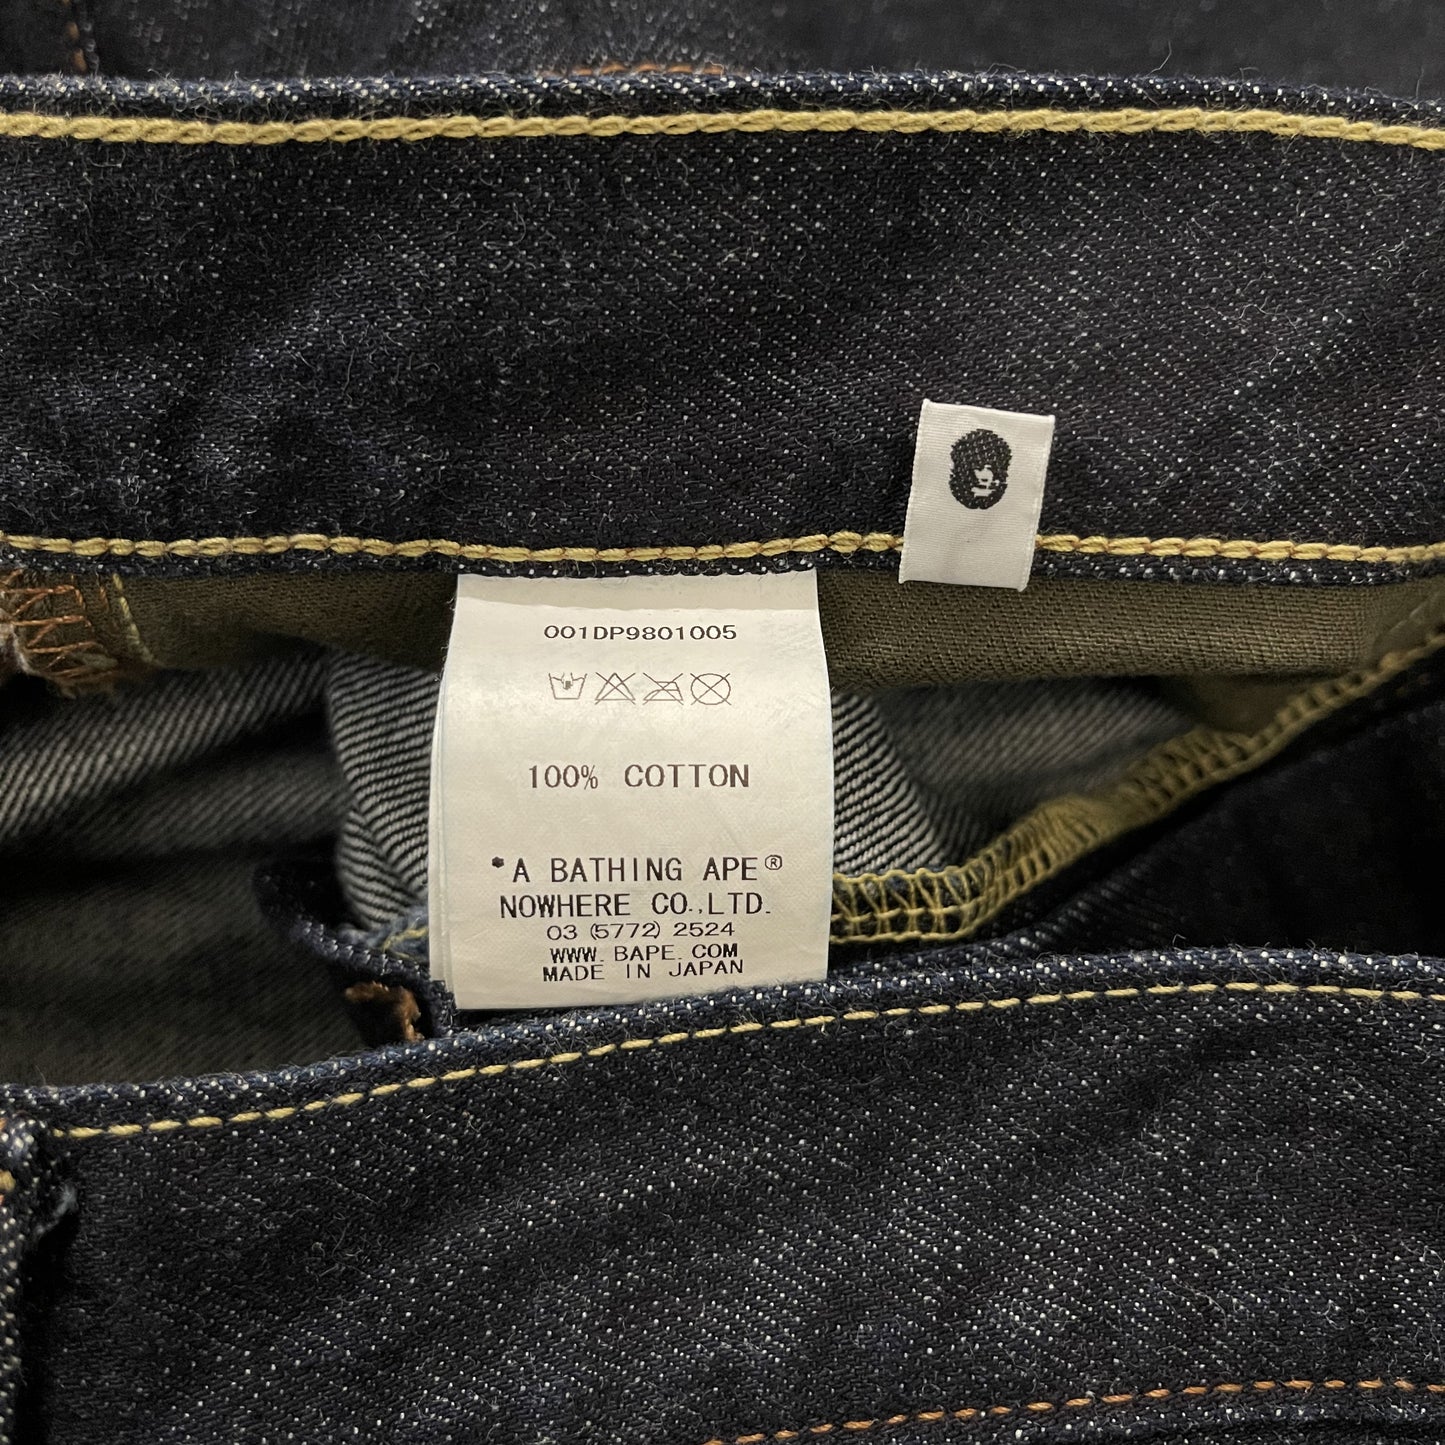 001DP9801005
100% COTTON
*A BATHING APE®
NOWHERE CO.,LTD.
03 (5772) 2524
WWW.BAPE.COM
MADE IN JAPAN